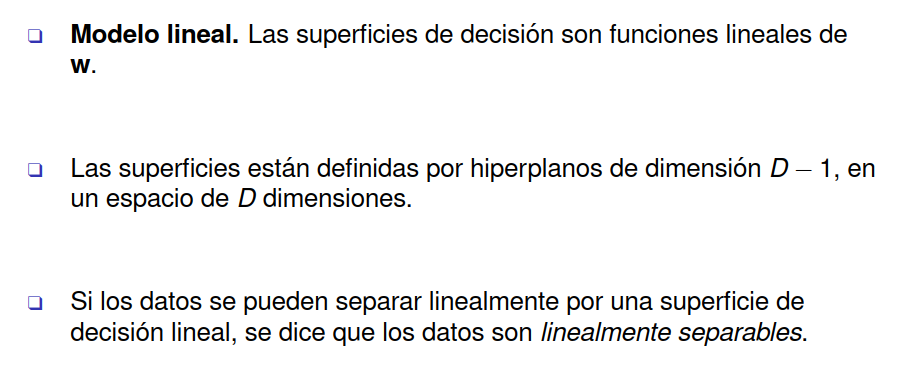 Modelo lineal. Las superficies de decisión son funciones lineales de
w.
Las superficies están definidas por hiperplanos de dimensión D − 1, en
un espacio de D dimensiones.
Si los datos se pueden separar linealmente por una superficie de
decisión lineal, se dice que los datos son linealmente separables.